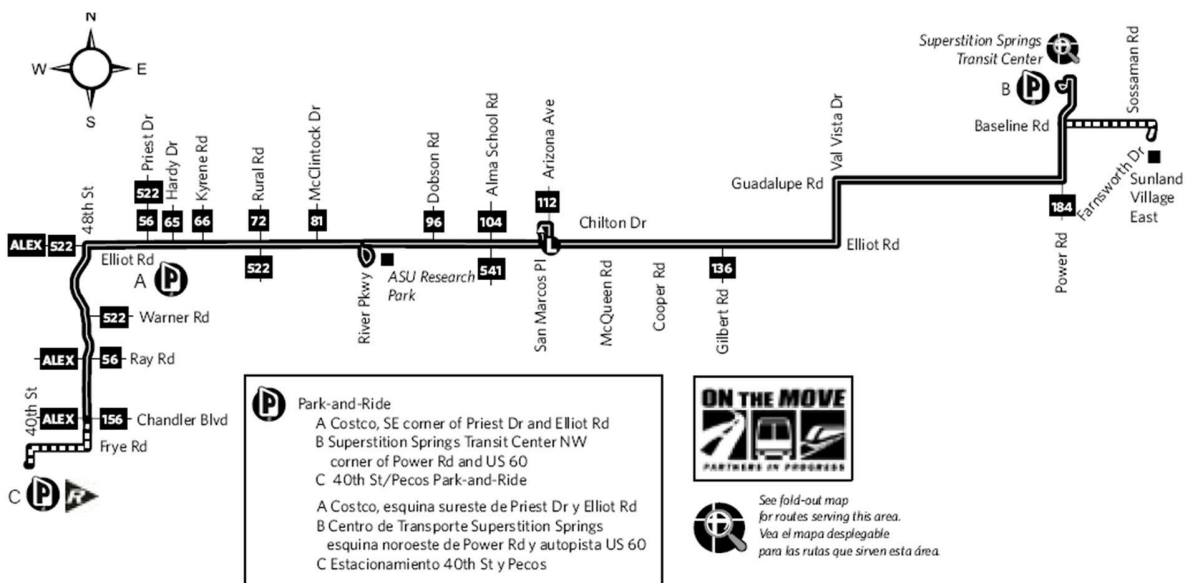 N
W
E
S
Superstition Springs
Transit Center
B P
Sossaman Rd
Baseline Rd
Farnsworth Dr
Sunland
Village
East
184
Power Rd
Val Vista Dr
Guadalupe Rd
Elliot Rd
48th St
Priest Dr
522
56
Hardy Dr
65
Kyrene Rd
66
Rural Rd
72
522
McClintock Dr
81
River Pkwy
ASU Research
Park
Dobson Rd
96
Alma School Rd
104
541
Arizona Ave
112
Chilton Dr
L
San Marcos Pl
McQueen Rd
Cooper Rd
136
Gilbert Rd
ALEX 522
Elliot Rd
A P
522 Warner Rd
ALEX 56 Ray Rd
40th St
ALEX 156 Chandler Blvd
Frye Rd
C P R
P Park-and-Ride
A Costco, SE corner of Priest Dr and Elliot Rd
B Superstition Springs Transit Center NW
corner of Power Rd and US 60
C 40th St/Pecos Park-and-Ride
A Costco, esquina sureste de Priest Dr y Elliot Rd
B Centro de Transporte Superstition Springs
esquina noroeste de Power Rd y autopista US 60
C Estacionamiento 40th St y Pecos
ON THE MOVE
PARTNERS IN PROGRESS
See fold-out map
for routes serving this area.
Vea el mapa desplegable
para las rutas que sirven esta área.